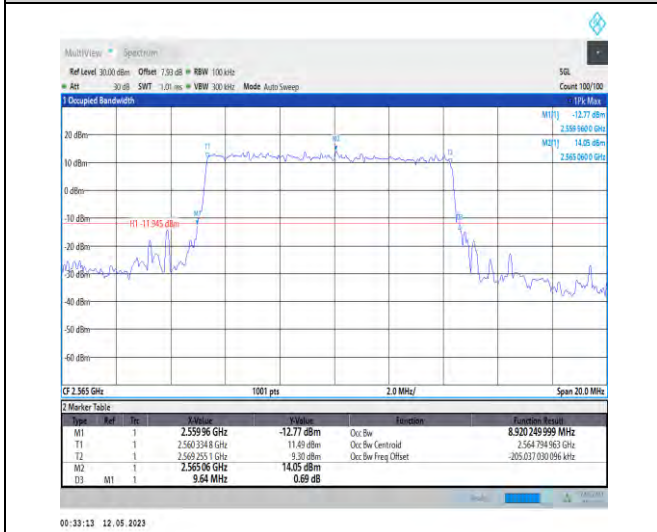 MultiView Spectrum
Ref Level 30.00 dBm Offset 7.93 dB RBW 100 kHz SGL
Att 30 dB SWT 1.01 ms VBW 300 kHz Mode Auto Sweep Count 100/100
1 Occupied Bandwidth 1Pk Max
M1[1] -12.77 dBm
2.559 960 0 GHz
M2[1] 14.05 dBm
2.565 060 0 GHz
20 dBm
T1 M2 T2
10 dBm
0 dBm
-10 dBm
M1
H1 -11.945 dBm
-20 dBm
-30 dBm
-40 dBm
-50 dBm
-60 dBm
CF 2.565 GHz 1001 pts 2.0 MHz/ Span 20.0 MHz
2 Marker Table
Type Ref Trc X-Value Y-Value Function Function Result
M1 1 2.559 96 GHz -12.77 dBm Occ Bw 8.920 249 999 MHz
T1 1 2.560 334 8 GHz 11.49 dBm Occ Bw Centroid 2.564 794 963 GHz
T2 1 2.569 255 1 GHz 9.30 dBm Occ Bw Freq Offset -205.037 030 096 kHz
M2 1 2.565 06 GHz 14.05 dBm
D3 M1 1 9.64 MHz 0.69 dB
00:33:13 12.05.2023